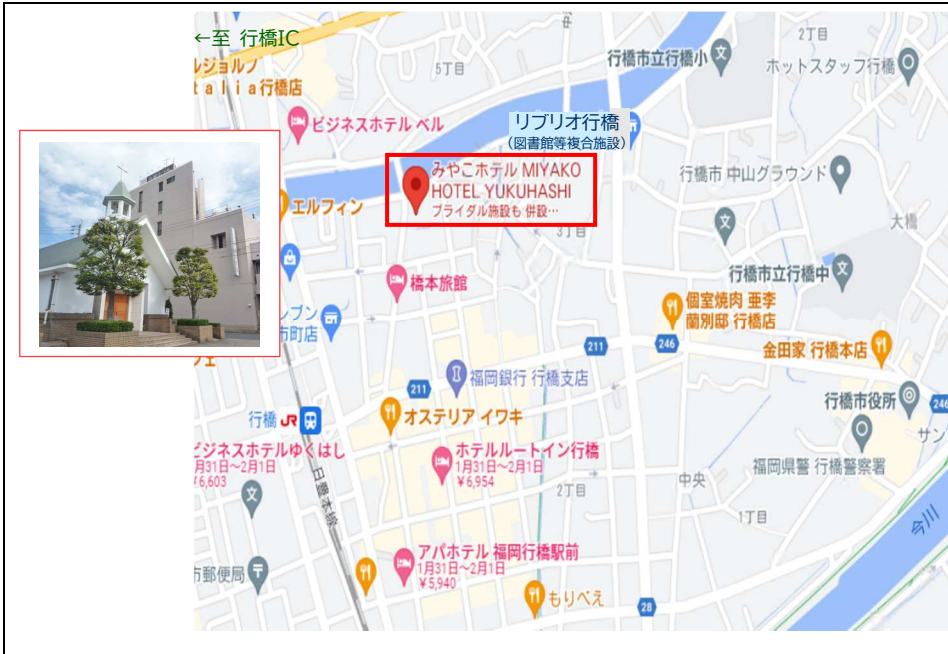 ←至 行橋IC
ルジョルノ
talia行橋店
5丁目
行橋市立行橋小
2丁目
ホットスタッフ行橋
ビジネスホテル ベル
リブリオ行橋
(図書館等複合施設)
みやこホテル MIYAKO
HOTEL YUKUHASHI
ブライダル施設も 併設…
行橋市 中山グラウンド
エルフィン
3丁目
大橋
橋本旅館
行橋市立行橋中
個室焼肉 亜李
蘭別邸 行橋店
ブン
市町店
211
246
金田家 行橋本店
福岡銀行 行橋支店
211
行橋 JR
オステリア イワキ
行橋市役所
246
サン
ビジネスホテルゆくはし
月31日~2月1日
¥6,603
ホテルルートイン行橋
1月31日~2月1日
¥6,954
福岡県警 行橋警察署
日豊本線
2丁目
中央
1丁目
今川
アパホテル 福岡行橋駅前
1月31日~2月1日
¥5,940
市郵便局
もりべえ
28